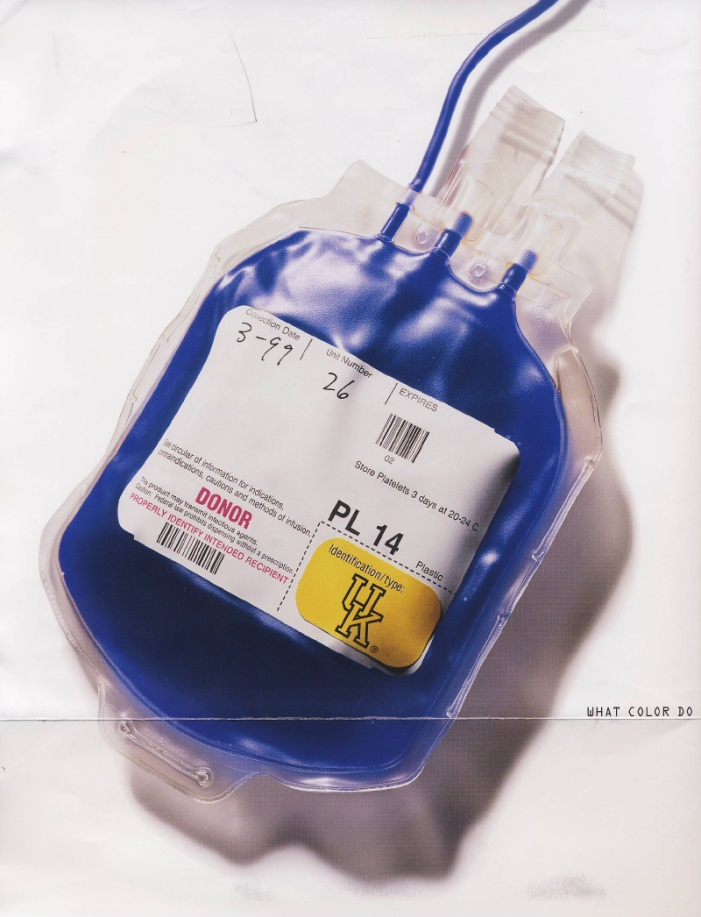 Collection Date
3-99
Unit Number
26
EXPIRES
02
Store Platelets 3 days at 20-24 C.
See circular of information for indications,
contraindications, cautions and methods of infusion
DONOR
The product may transmit infectious agents.
Caution: Federal law prohibits dispensing without a prescription
PROPERLY IDENTIFY INTENDED RECIPIENT
PL 14
Plastic
Identification/type:
UK
®
WHAT COLOR DO